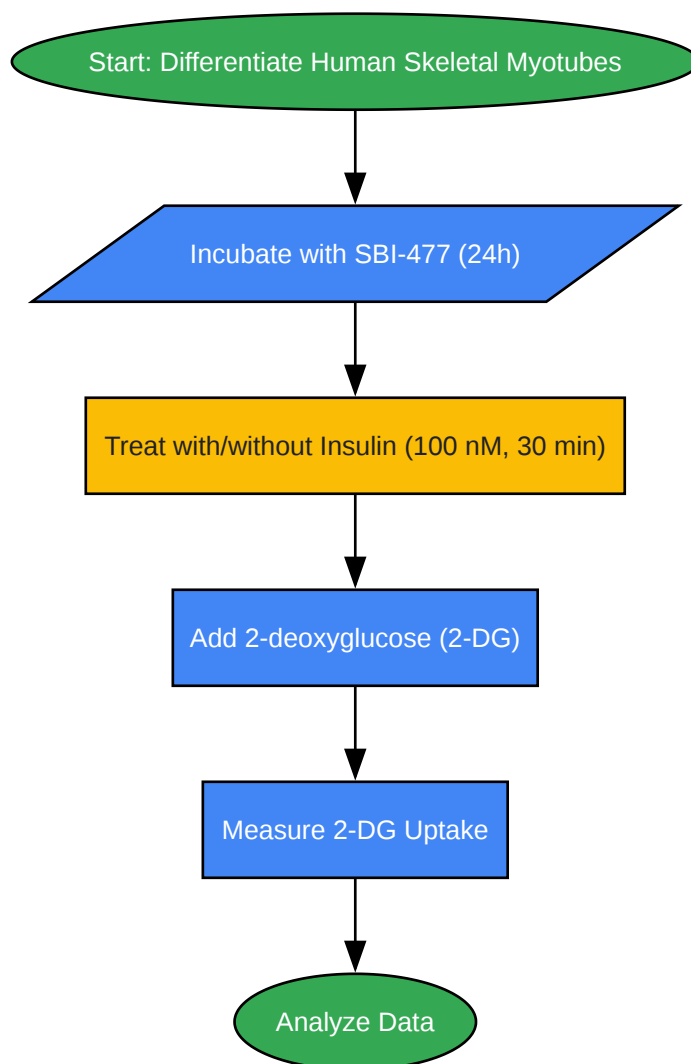 Start: Differentiate Human Skeletal Myotubes
Incubate with SBI-477 (24h)
Treat with/without Insulin (100 nM, 30 min)
Add 2-deoxyglucose (2-DG)
Measure 2-DG Uptake
Analyze Data